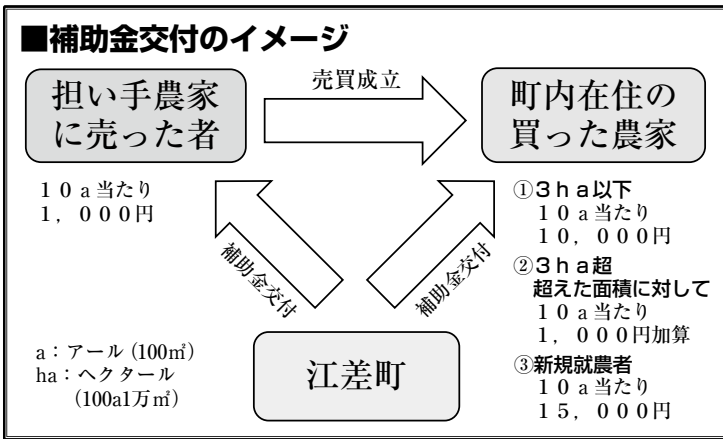 ■補助金交付のイメージ
担い手農家
に売った者
売買成立
町内在住の
買った農家
10a当たり
1,000円
①3ha以下
10a当たり
10,000円
②3ha超
超えた面積に対して
10a当たり
1,000円加算
③新規就農者
10a当たり
15,000円
補助金交付
補助金交付
江差町
a：アール(100㎡)
ha：ヘクタール
(100a1万㎡)